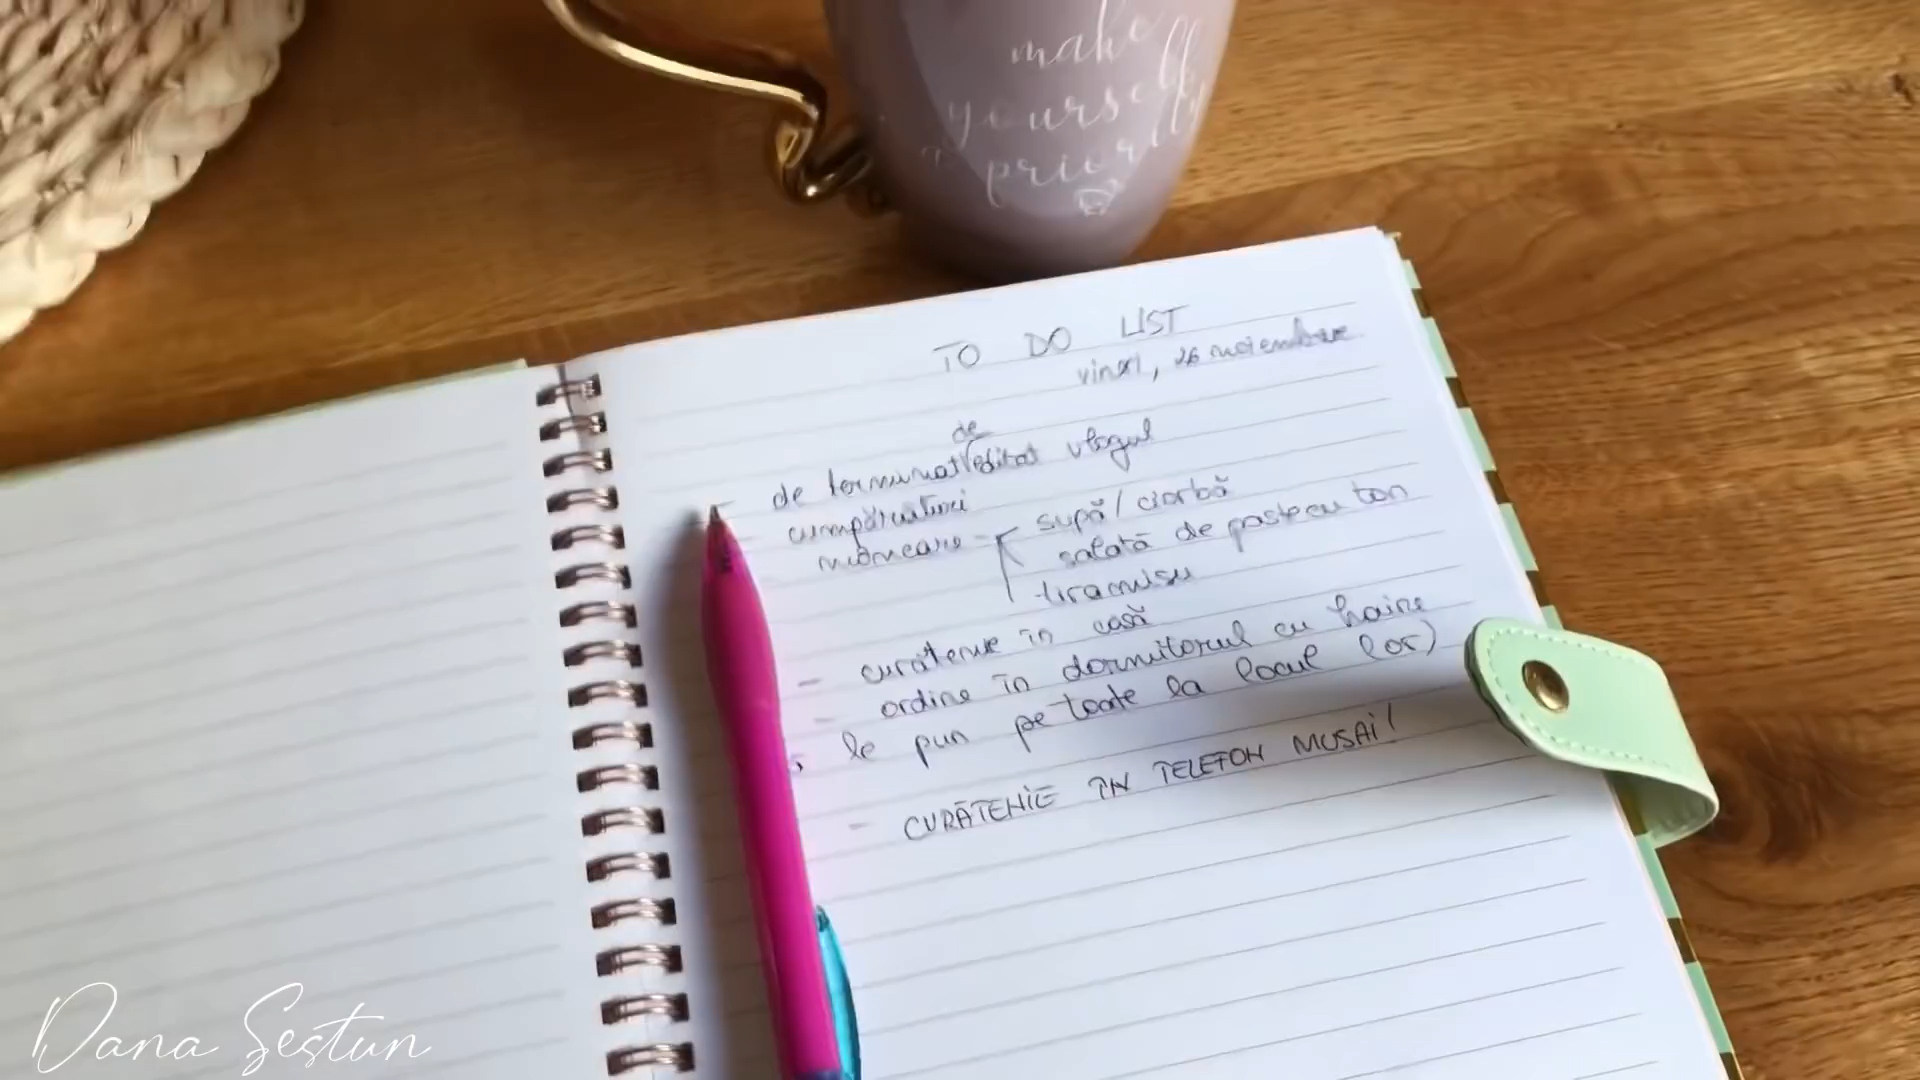 make
yourself
a priority
TO DO LIST
vineri, 26 noiembrie
de
- de terminat editat vlogul
- cumpărături
- mâncare - supă / ciorbă
salată de paste cu ton
tiramisu
- curățenie în casă
- ordine în dormitorul cu haine
; le pun pe toate la locul lor)
- CURĂȚENIE ÎN TELEFON MUSAI!
Dana Sestun